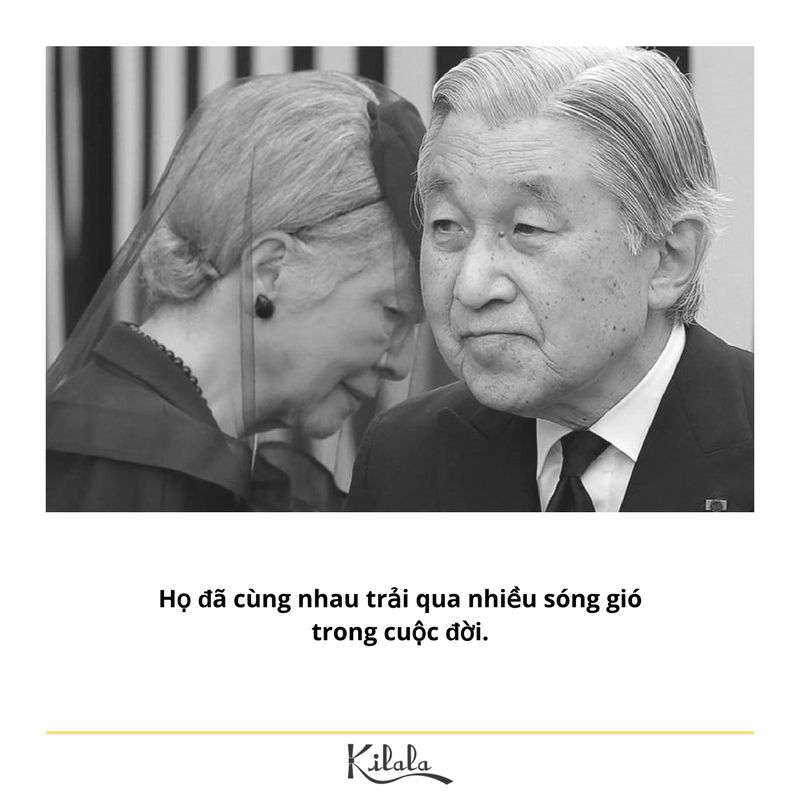 Họ đã cùng nhau trải qua nhiều sóng gió
trong cuộc đời.
Kilala